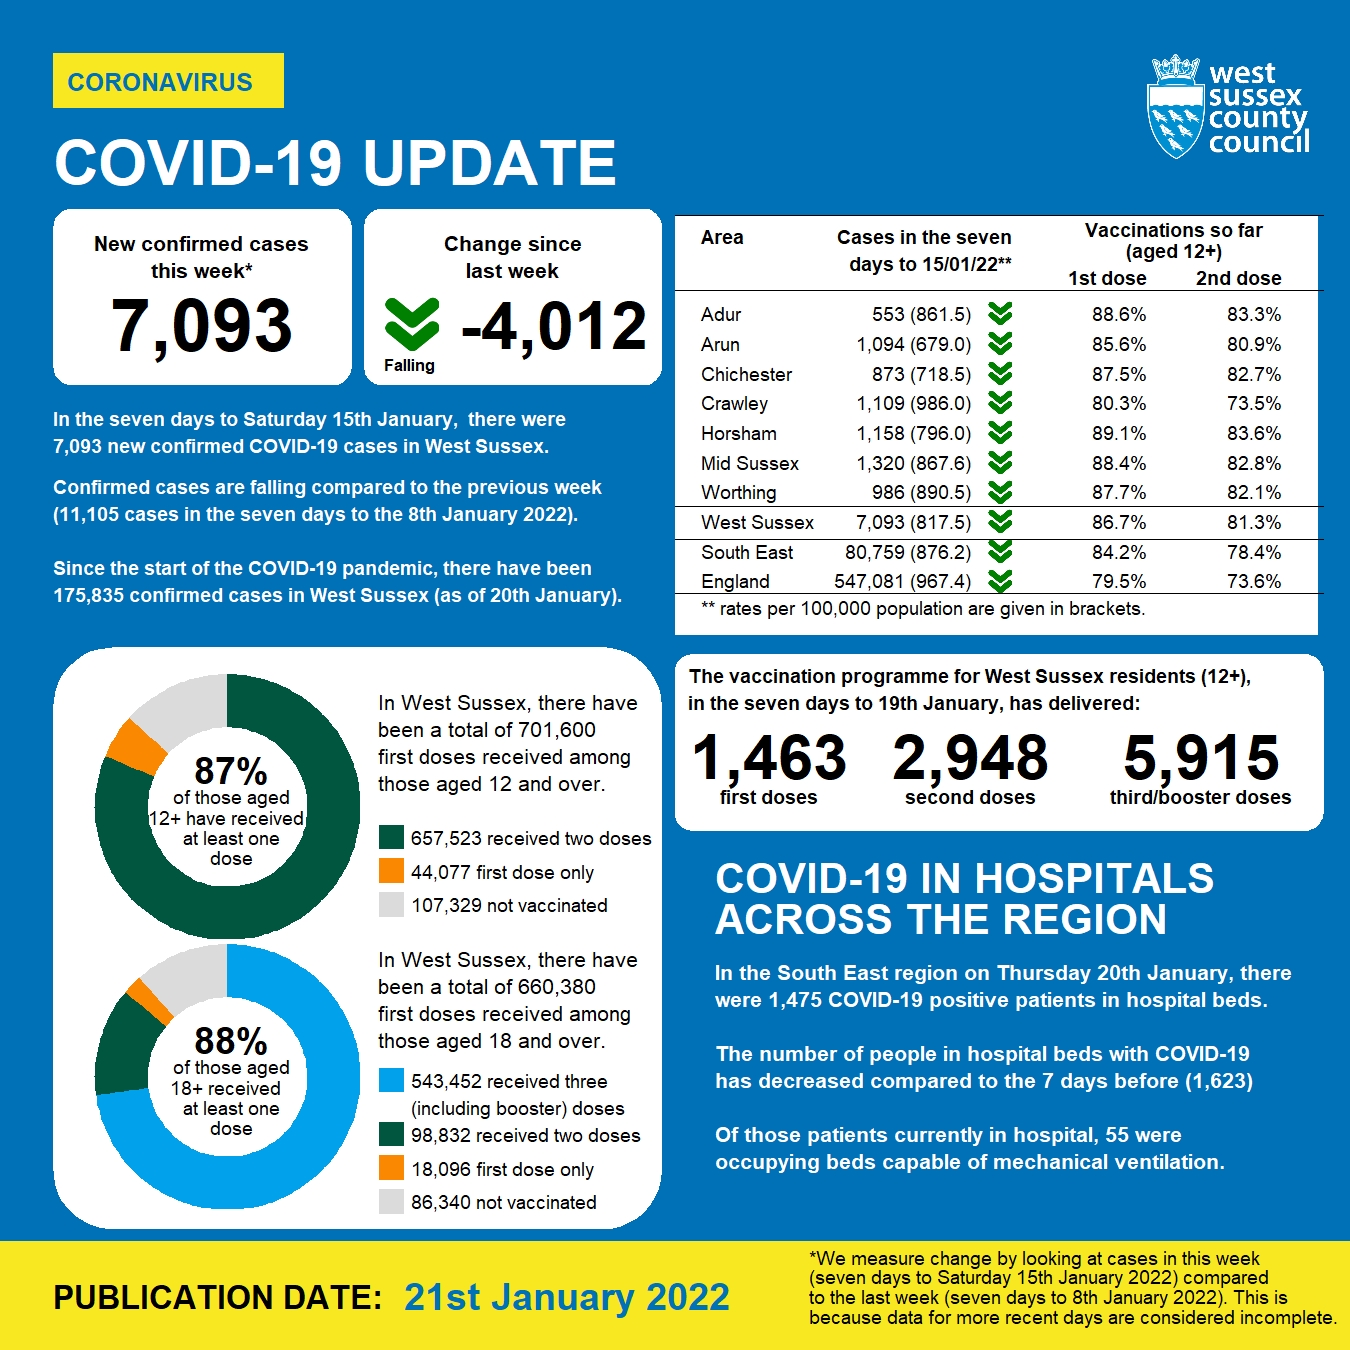 CORONAVIRUS
west
sussex
county
council
COVID-19 UPDATE
New confirmed cases
this week*
7,093
Change since
last week
-4,012
Falling
In the seven days to Saturday 15th January, there were
7,093 new confirmed COVID-19 cases in West Sussex.
Confirmed cases are falling compared to the previous week
(11,105 cases in the seven days to the 8th January 2022).
Since the start of the COVID-19 pandemic, there have been
175,835 confirmed cases in West Sussex (as of 20th January).
Area Cases in the seven Vaccinations so far
days to 15/01/22** (aged 12+)
1st dose 2nd dose
Adur 553 (861.5) 88.6% 83.3%
Arun 1,094 (679.0) 85.6% 80.9%
Chichester 873 (718.5) 87.5% 82.7%
Crawley 1,109 (986.0) 80.3% 73.5%
Horsham 1,158 (796.0) 89.1% 83.6%
Mid Sussex 1,320 (867.6) 88.4% 82.8%
Worthing 986 (890.5) 87.7% 82.1%
West Sussex 7,093 (817.5) 86.7% 81.3%
South East 80,759 (876.2) 84.2% 78.4%
England 547,081 (967.4) 79.5% 73.6%
** rates per 100,000 population are given in brackets.
87%
of those aged
12+ have received
at least one
dose
In West Sussex, there have
been a total of 701,600
first doses received among
those aged 12 and over.
657,523 received two doses
44,077 first dose only
107,329 not vaccinated
88%
of those aged
18+ received
at least one
dose
In West Sussex, there have
been a total of 660,380
first doses received among
those aged 18 and over.
543,452 received three
(including booster) doses
98,832 received two doses
18,096 first dose only
86,340 not vaccinated
The vaccination programme for West Sussex residents (12+),
in the seven days to 19th January, has delivered:
1,463 2,948 5,915
first doses second doses third/booster doses
COVID-19 IN HOSPITALS
ACROSS THE REGION
In the South East region on Thursday 20th January, there
were 1,475 COVID-19 positive patients in hospital beds.
The number of people in hospital beds with COVID-19
has decreased compared to the 7 days before (1,623)
Of those patients currently in hospital, 55 were
occupying beds capable of mechanical ventilation.
PUBLICATION DATE: 21st January 2022
*We measure change by looking at cases in this week
(seven days to Saturday 15th January 2022) compared
to the last week (seven days to 8th January 2022). This is
because data for more recent days are considered incomplete.